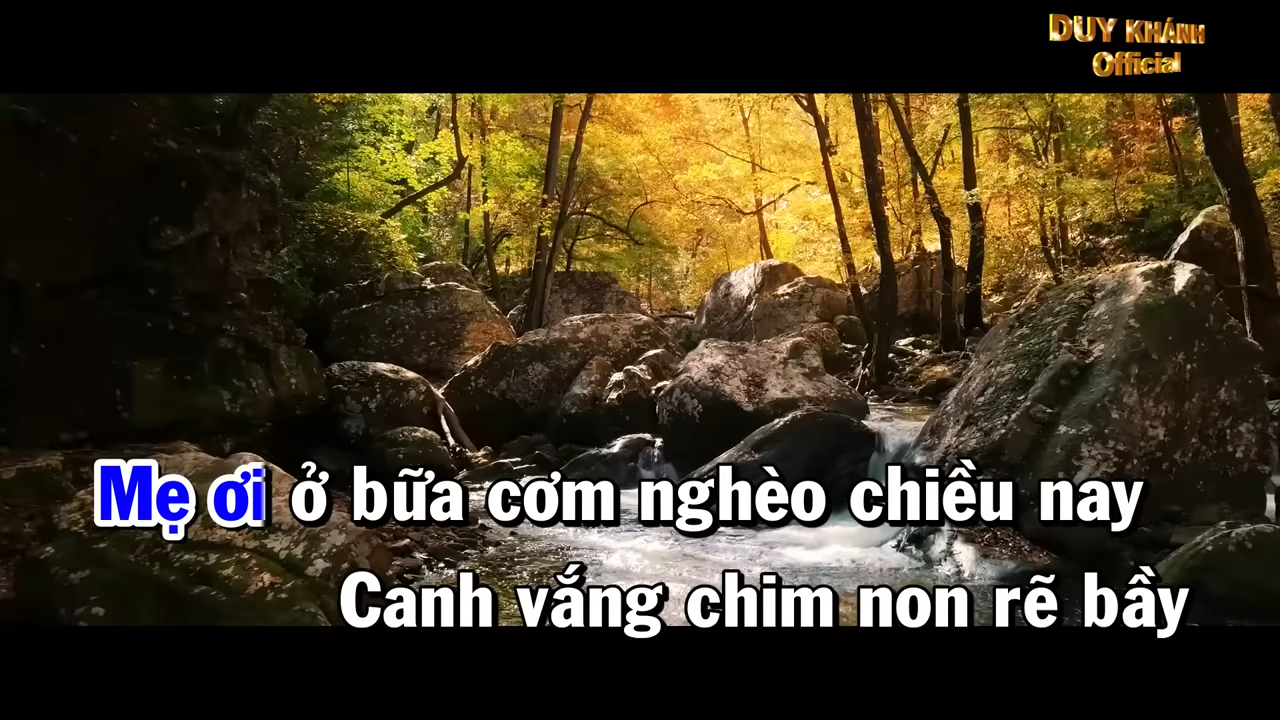 DUY KHÁNH
Official
Mẹ ơi ở bữa cơm nghèo chiều nay
Canh vắng chim non rẽ bầy